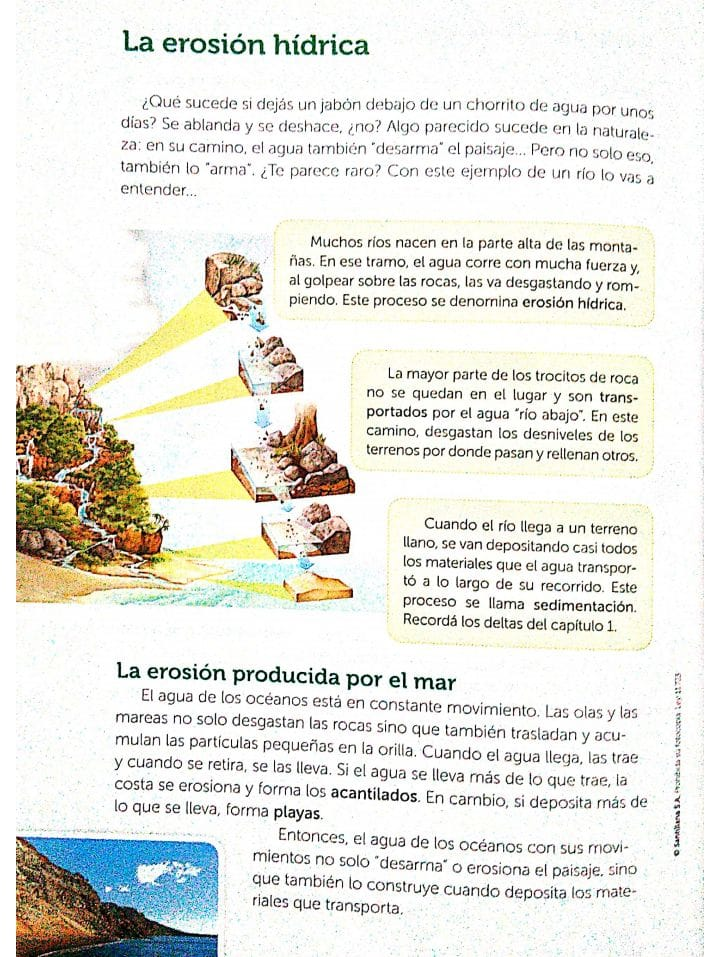 La erosión hídrica
¿Qué sucede si dejás un jabón debajo de un chorrito de agua por unos
días? Se ablanda y se deshace, ¿no? Algo parecido sucede en la naturale-
za: en su camino, el agua también "desarma" el paisaje... Pero no solo eso,
también lo "arma". ¿Te parece raro? Con este ejemplo de un río lo vas a
entender...
Muchos ríos nacen en la parte alta de las monta-
ñas. En ese tramo, el agua corre con mucha fuerza y,
al golpear sobre las rocas, las va desgastando y rom-
piendo. Este proceso se denomina erosión hídrica.
La mayor parte de los trocitos de roca
no se quedan en el lugar y son trans-
portados por el agua "río abajo". En este
camino, desgastan los desniveles de los
terrenos por donde pasan y rellenan otros.
Cuando el río llega a un terreno
llano, se van depositando casi todos
los materiales que el agua transpor-
tó a lo largo de su recorrido. Este
proceso se llama sedimentación.
Recordá los deltas del capítulo 1.
La erosión producida por el mar
El agua de los océanos está en constante movimiento. Las olas y las
mareas no solo desgastan las rocas sino que también trasladan y acu-
mulan las partículas pequeñas en la orilla. Cuando el agua llega, las trae
y cuando se retira, se las lleva. Si el agua se lleva más de lo que trae, la
costa se erosiona y forma los acantilados. En cambio, si deposita más de
lo que se lleva, forma playas.
Entonces, el agua de los océanos con sus movi-
mientos no solo "desarma" o erosiona el paisaje, sino
que también lo construye cuando deposita los mate-
riales que transporta.
© Santillana S.A. Prohibida su fotocopia. Ley 11.723